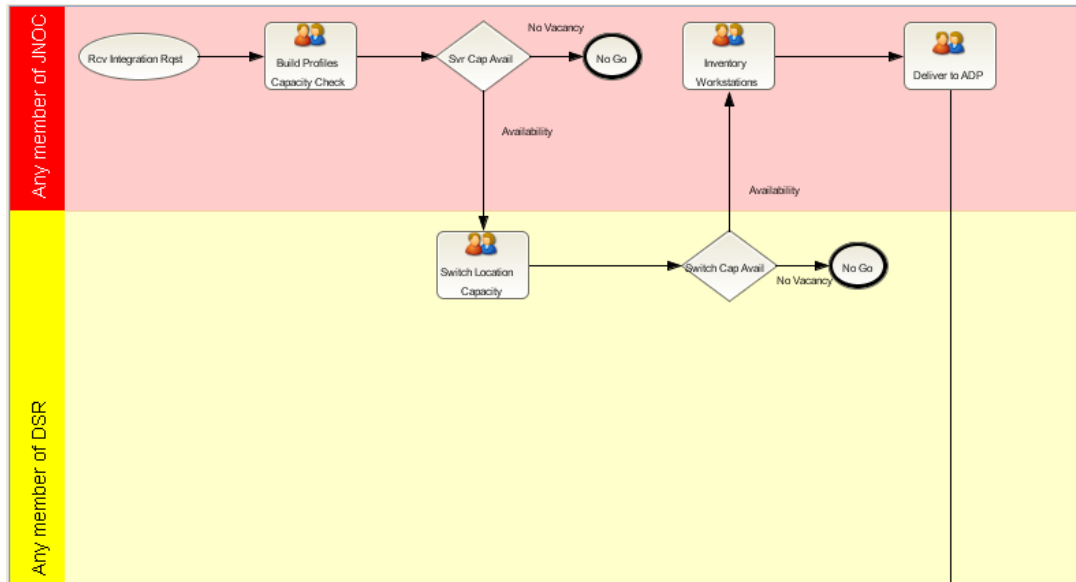 Any member of JNOC
Rcv Integration Rqst
Build Profiles
Capacity Check
Svr Cap Avail
No Vacancy
No Go
Inventory
Workstations
Deliver to ADP
Availability
Availability
Any member of DSR
Switch Location
Capacity
Switch Cap Avail
No Vacancy
No Go